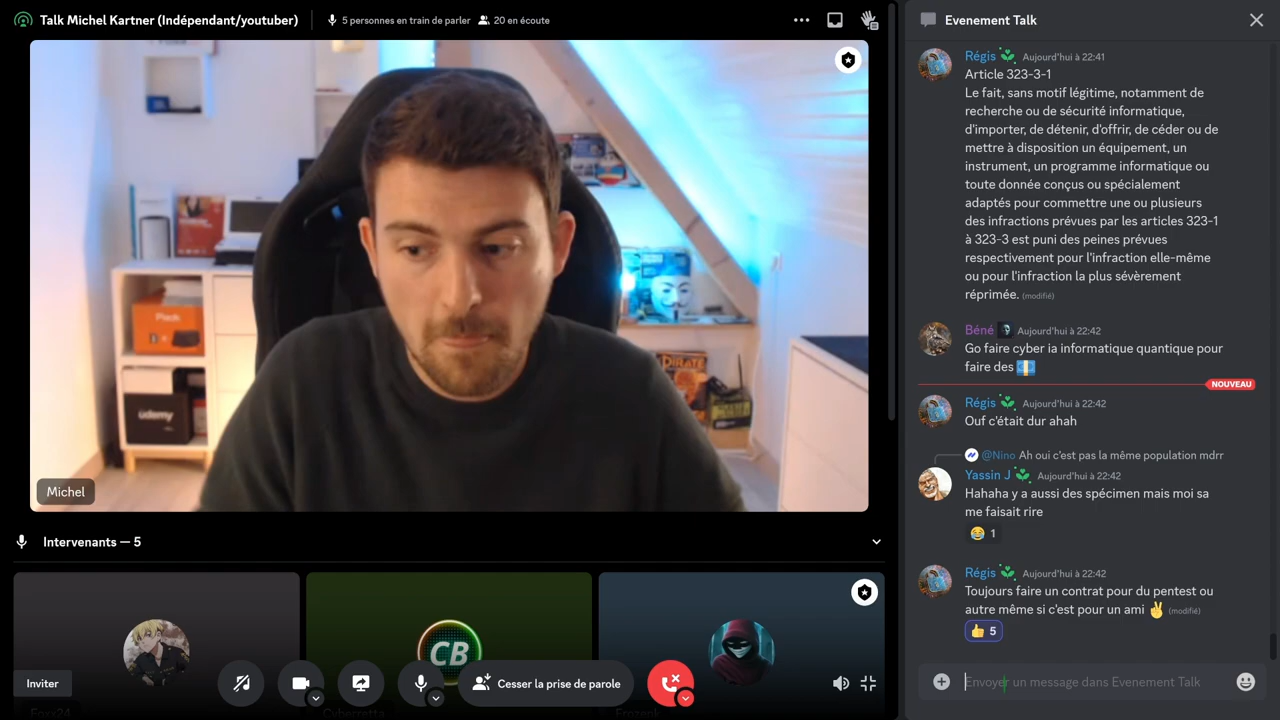 Talk Michel Kartner (Indépendant/youtuber)
5 personnes en train de parler
20 en écoute
Plack
ûdemy
PIRATE
Michel
Intervenants — 5
CB
Inviter
Cesser la prise de parole
Evenement Talk
Régis Aujourd'hui à 22:41
Article 323-3-1
Le fait, sans motif légitime, notamment de
recherche ou de sécurité informatique,
d'importer, de détenir, d'offrir, de céder ou de
mettre à disposition un équipement, un
instrument, un programme informatique ou
toute donnée conçus ou spécialement
adaptés pour commettre une ou plusieurs
des infractions prévues par les articles 323-1
à 323-3 est puni des peines prévues
respectivement pour l'infraction elle-même
ou pour l'infraction la plus sévèrement
réprimée. (modifié)
Béné Aujourd'hui à 22:42
Go faire cyber ia informatique quantique pour
faire des
NOUVEAU
Régis Aujourd'hui à 22:42
Ouf c'était dur ahah
@Nino Ah oui c'est pas la même population mdrr
Yassin J Aujourd'hui à 22:42
Hahaha y a aussi des spécimen mais moi sa
me faisait rire
1
Régis Aujourd'hui à 22:42
Toujours faire un contrat pour du pentest ou
autre même si c'est pour un ami (modifié)
5
Envoyer un message dans Evenement Talk